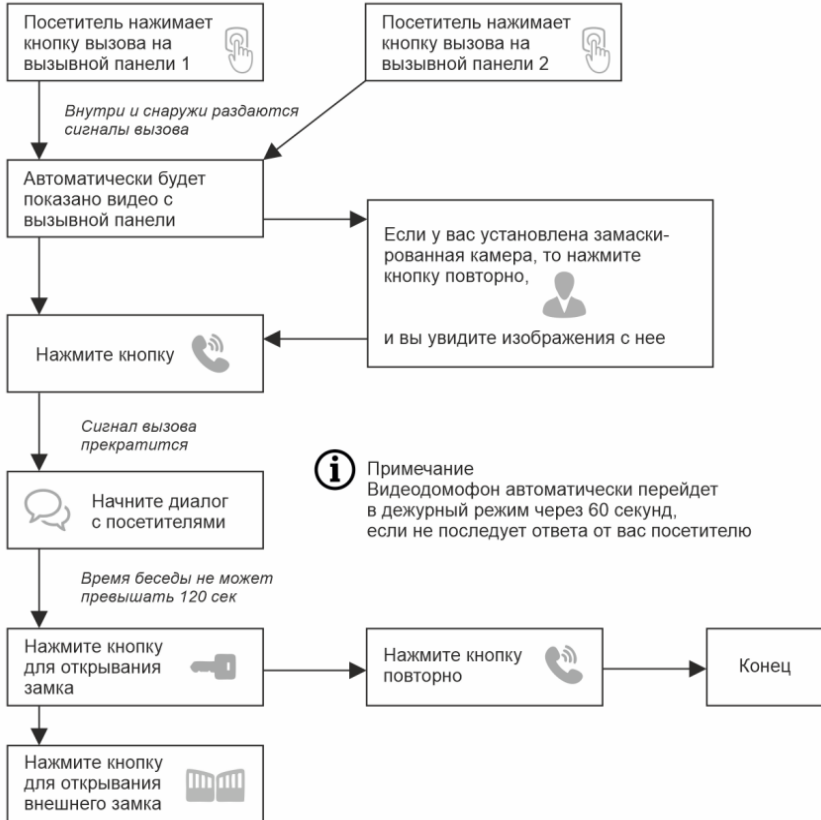 Посетитель нажимает
кнопку вызова на
вызывной панели 1
Посетитель нажимает
кнопку вызова на
вызывной панели 2
Внутри и снаружи раздаются
сигналы вызова
Автоматически будет
показано видео с
вызывной панели
Если у вас установлена замаски-
рованная камера, то нажмите
кнопку повторно,
и вы увидите изображения с нее
Нажмите кнопку
Сигнал вызова
прекратится
Примечание
Видеодомофон автоматически перейдет
в дежурный режим через 60 секунд,
если не последует ответа от вас посетителю
Начните диалог
с посетителями
Время беседы не может
превышать 120 сек
Нажмите кнопку
для открывания
замка
Нажмите кнопку
повторно
Конец
Нажмите кнопку
для открывания
внешнего замка